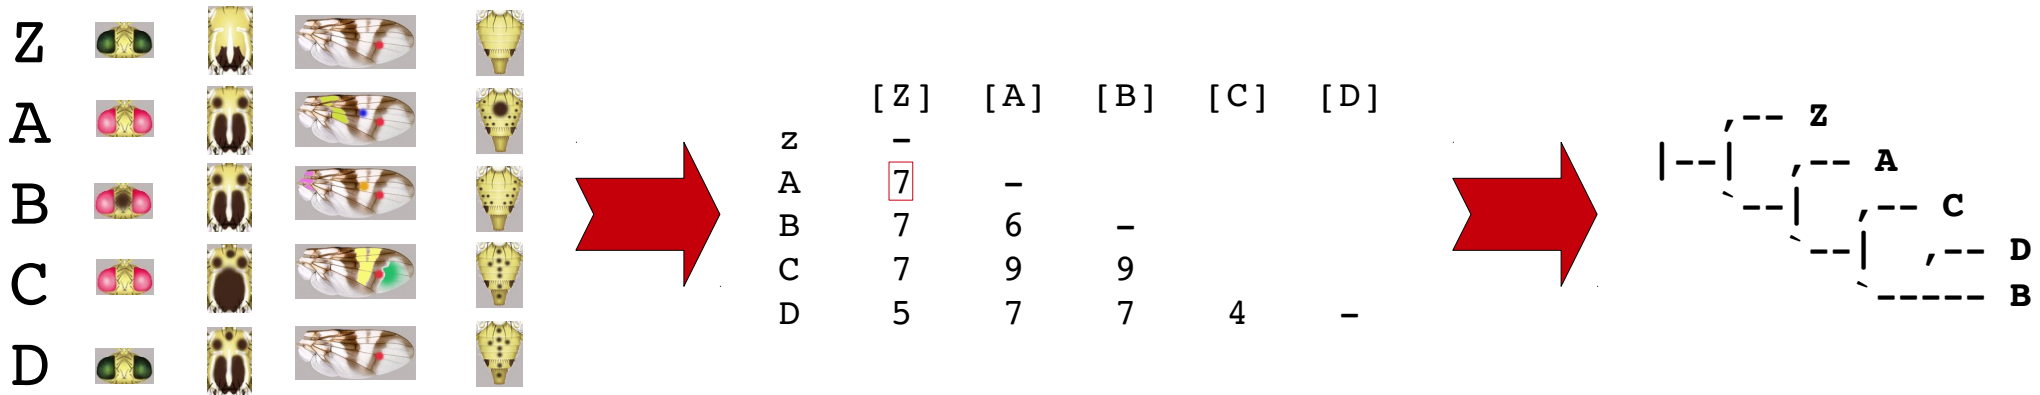 Z
A
B
C
D
[Z] [A] [B] [C] [D]
z –
A 7 –
B 7 6 –
C 7 9 9
D 5 7 7 4 –
,-- Z
|--| ,-- A
`--| ,-- C
`--| ,-- D
`----- B